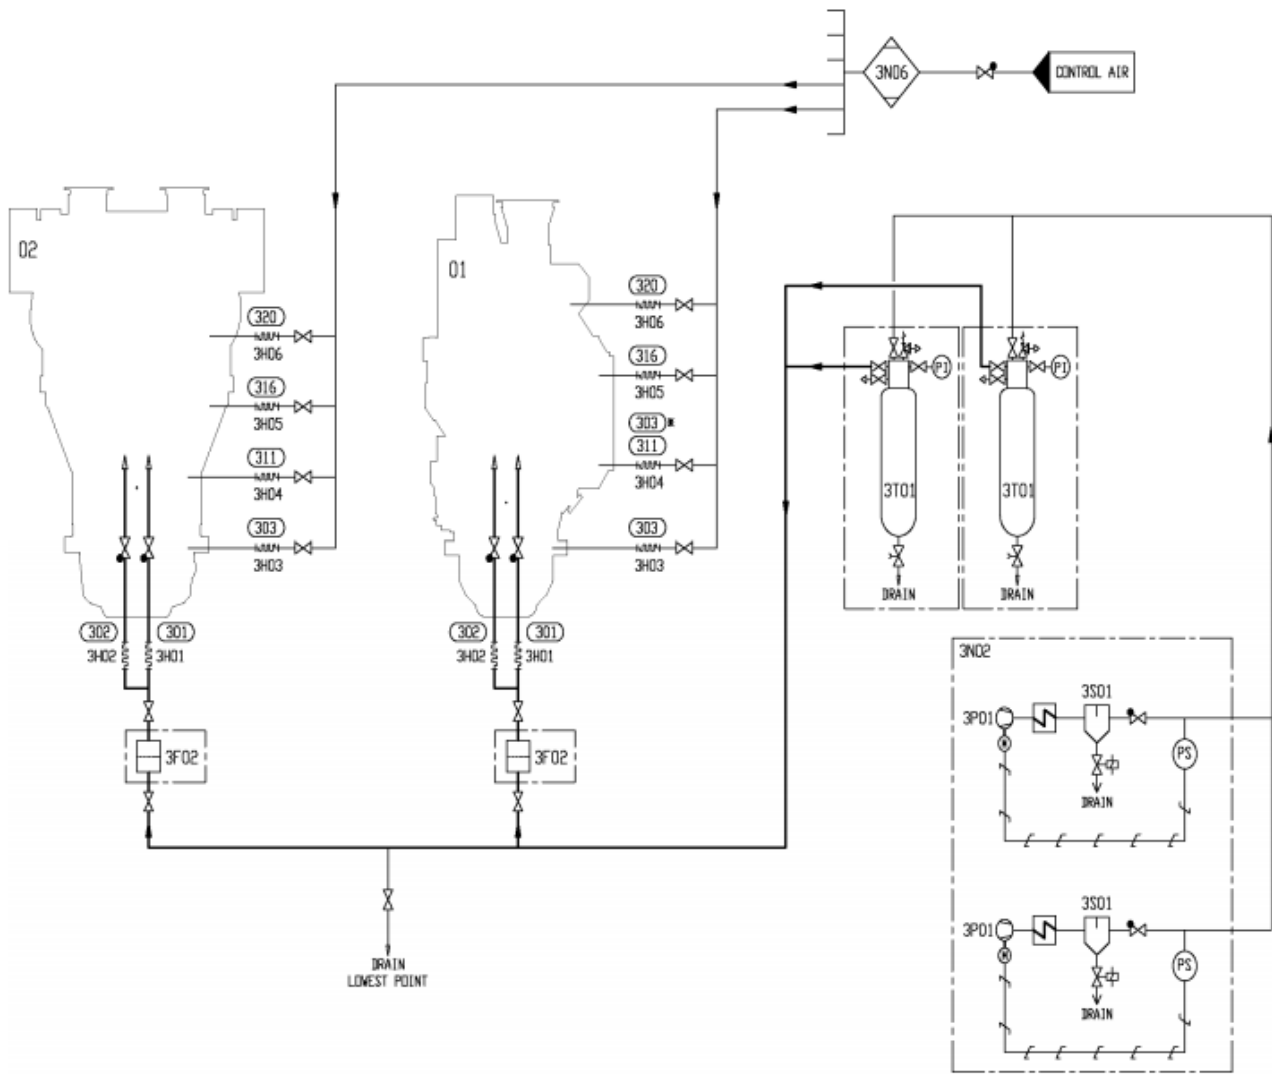 3N06
CONTROL AIR
02
01
320
3H06
316
3H05
311
3H04
303
3H03
320
3H06
316
3H05
303*
311
3H04
303
3H03
PI
PI
3T01
3T01
DRAIN
DRAIN
302
301
3H02
3H01
302
301
3H02
3H01
3F02
3F02
3N02
3S01
3P01
M
PS
DRAIN
3S01
3P01
M
PS
DRAIN
DRAIN
LOWEST POINT